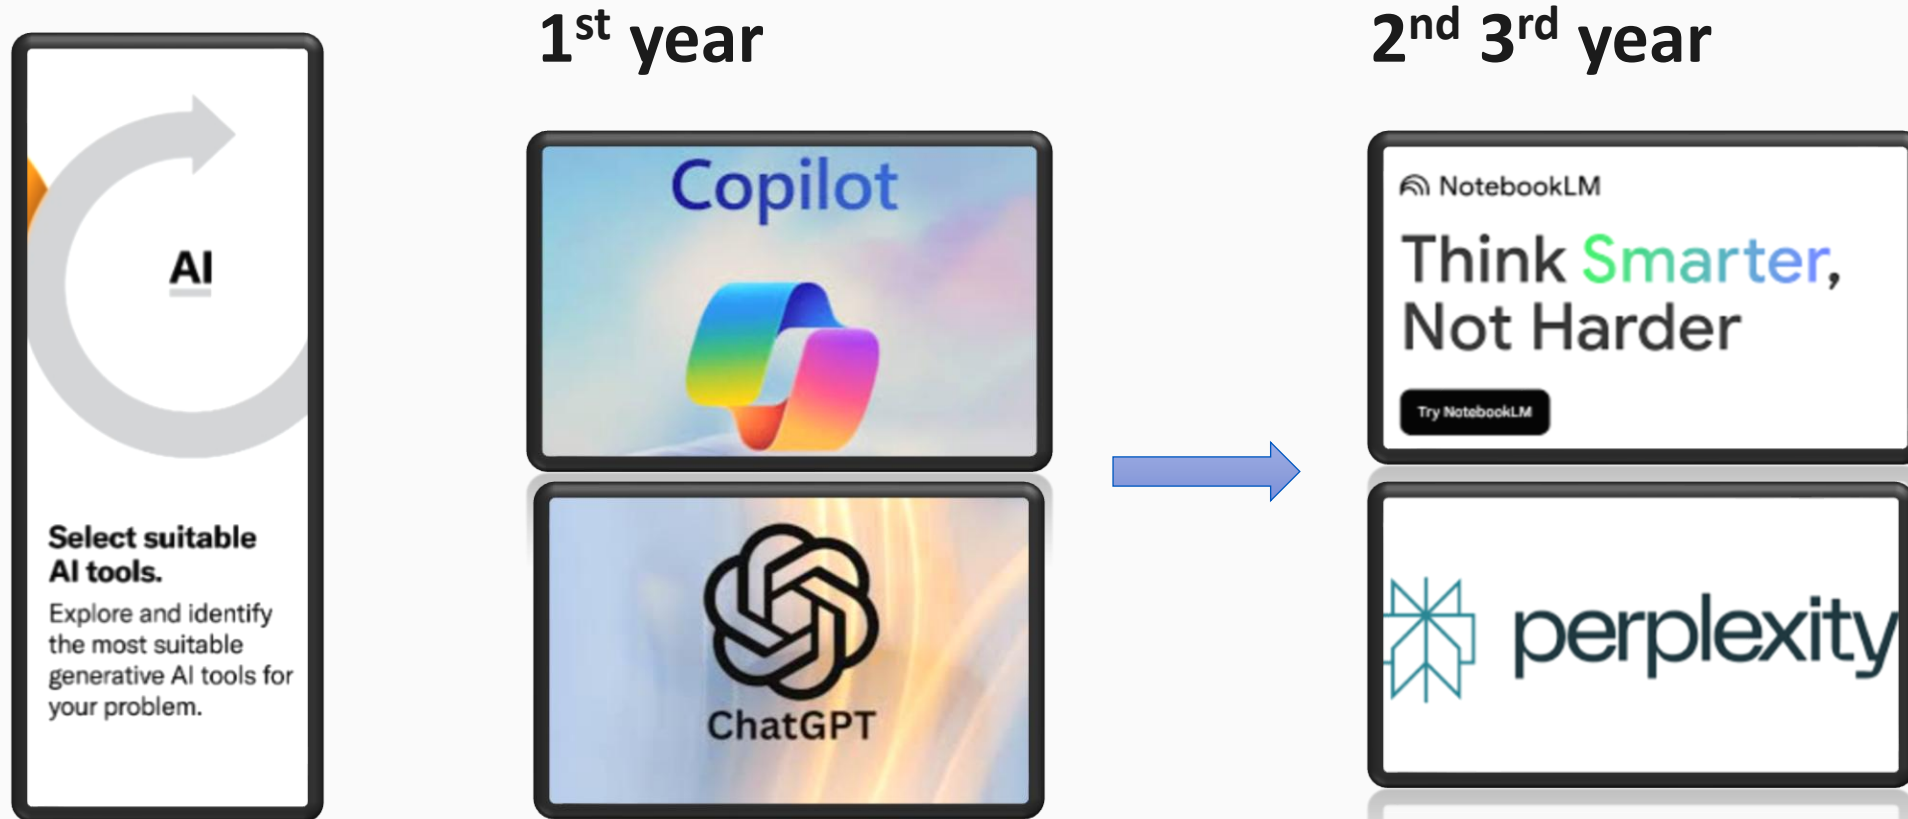 AI
Select suitable
AI tools.
Explore and identify
the most suitable
generative AI tools for
your problem.
1st year
Copilot
ChatGPT
2nd 3rd year
NotebookLM
Think Smarter,
Not Harder
Try NotebookLM
perplexity